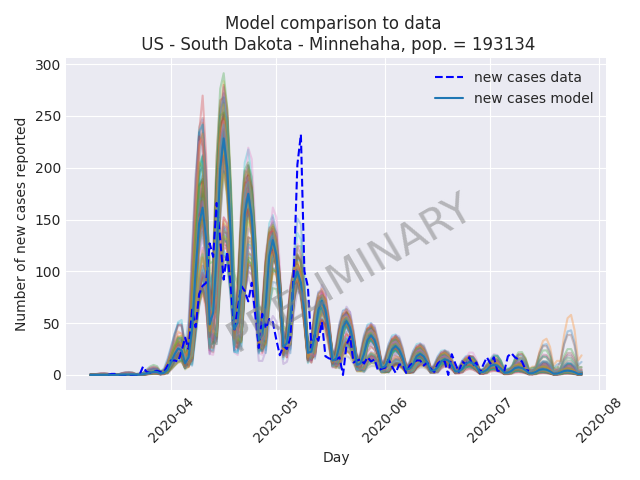 Model comparison to data
US - South Dakota - Minnehaha, pop. = 193134
new cases data
new cases model
Number of new cases reported
300
250
200
150
100
50
0
PRELIMINARY
2020-04
2020-05
2020-06
2020-07
2020-08
Day